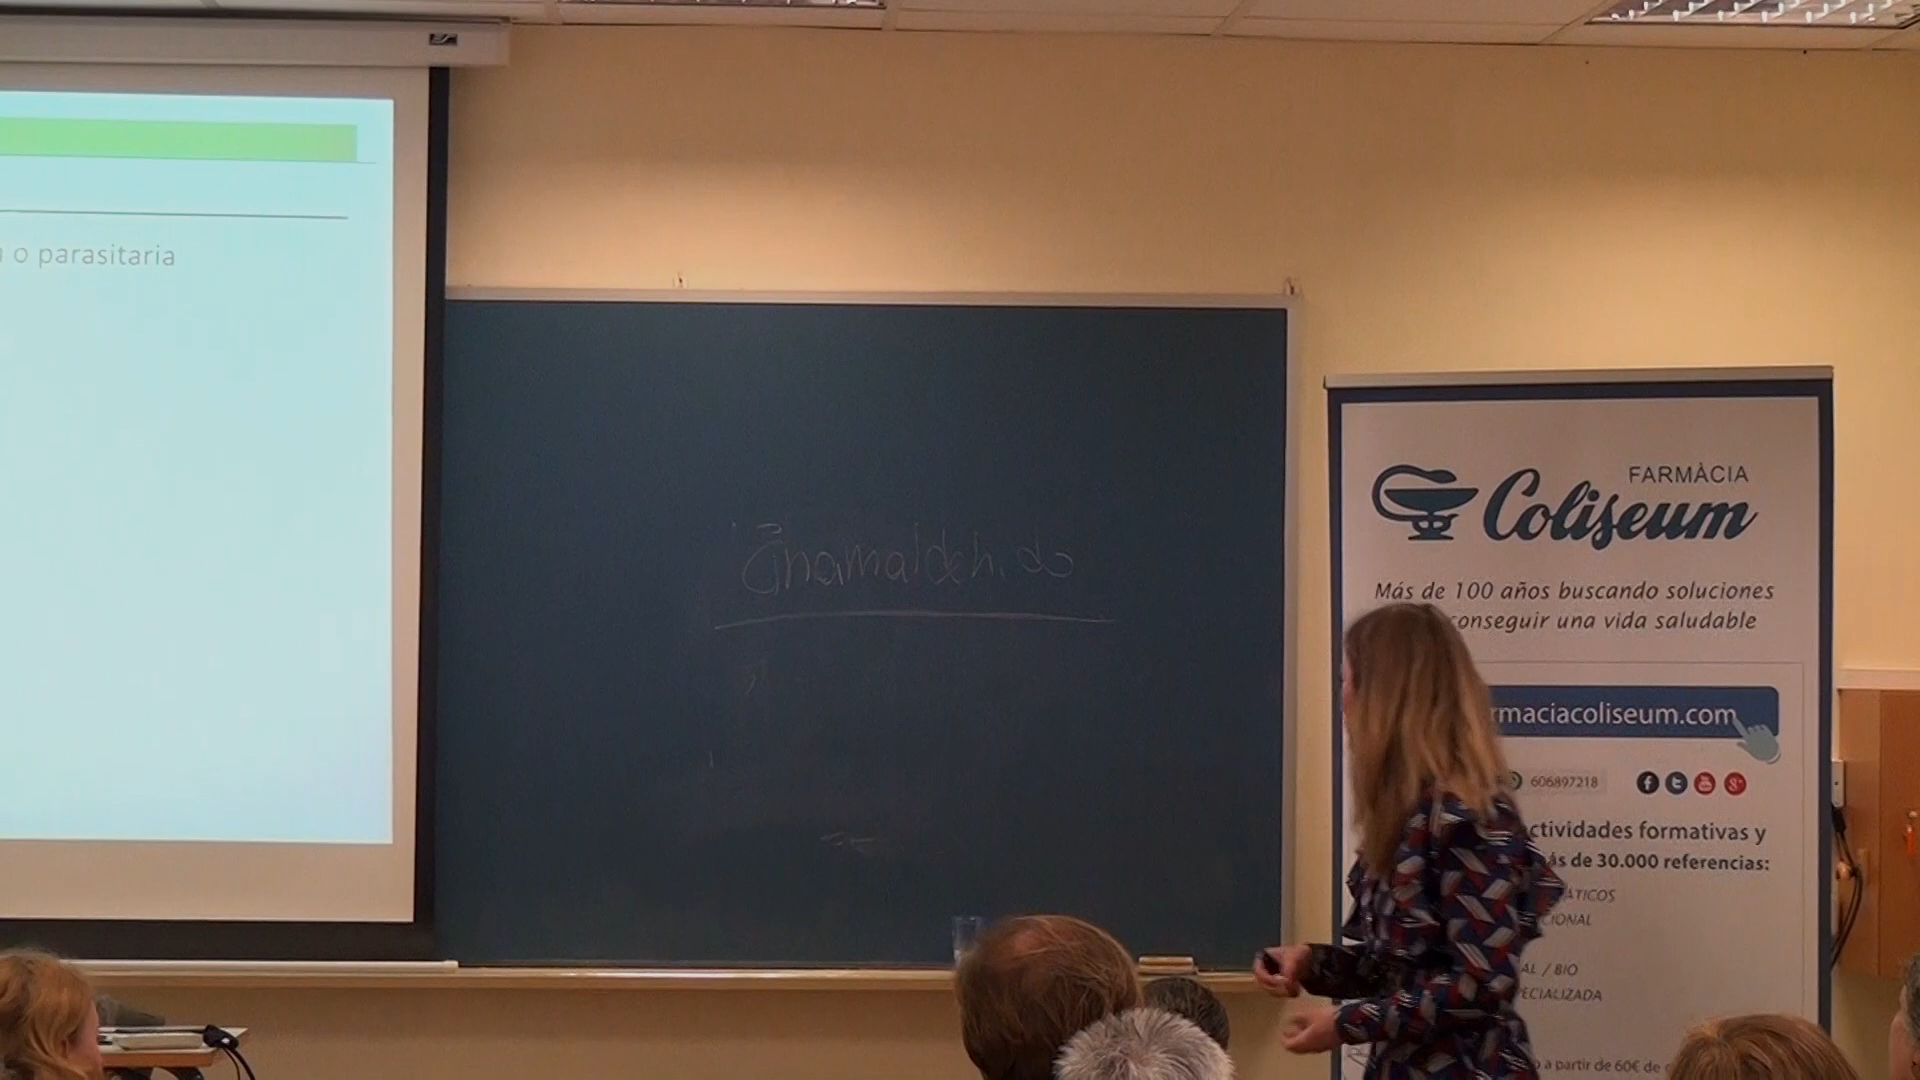 o parasitaria
Cinamaldehido
FARMÀCIA
Coliseum
Más de 100 años buscando soluciones
conseguir una vida saludable
rmaciacoliseum.com
606897218
ctividades formativas y
ás de 30.000 referencias:
ÁTICOS
CIONAL
AL / BIO
ECIALIZADA
a partir de 60€ de